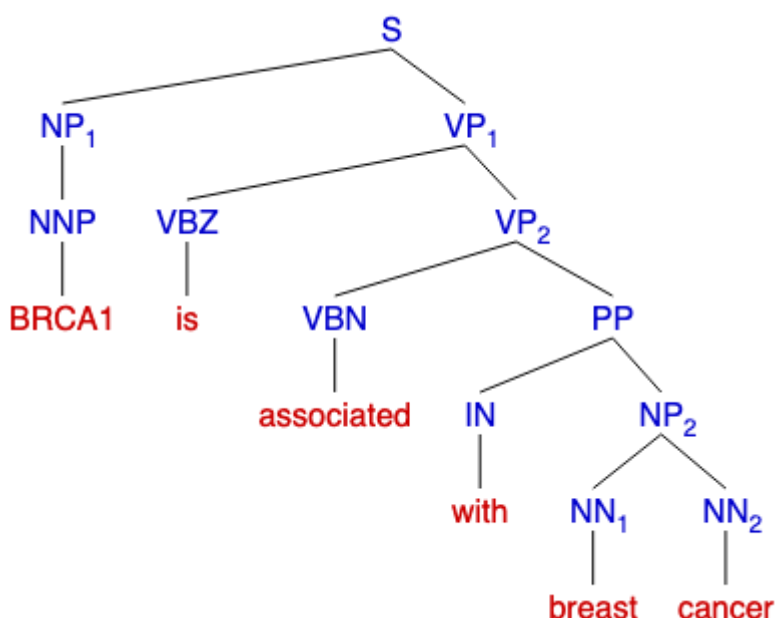 S
NP₁ VP₁
NNP VBZ VP₂
BRCA1 is VBN PP
associated IN NP₂
with NN₁ NN₂
breast cancer